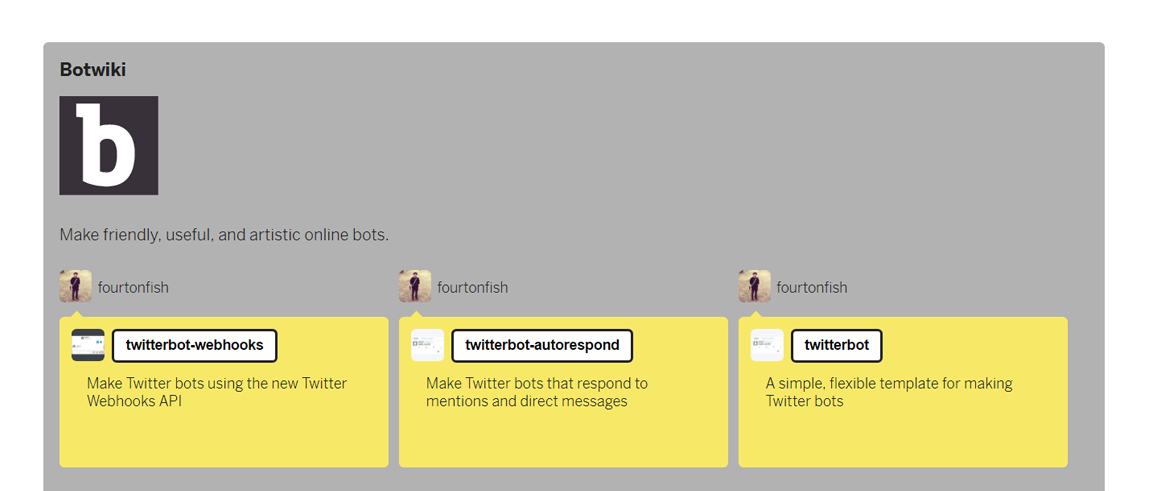 Botwiki
b
Make friendly, useful, and artistic online bots.
fourtonfish
fourtonfish
fourtonfish
twitterbot-webhooks
Make Twitter bots using the new Twitter
Webhooks API
twitterbot-autorespond
Make Twitter bots that respond to
mentions and direct messages
twitterbot
A simple, flexible template for making
Twitter bots